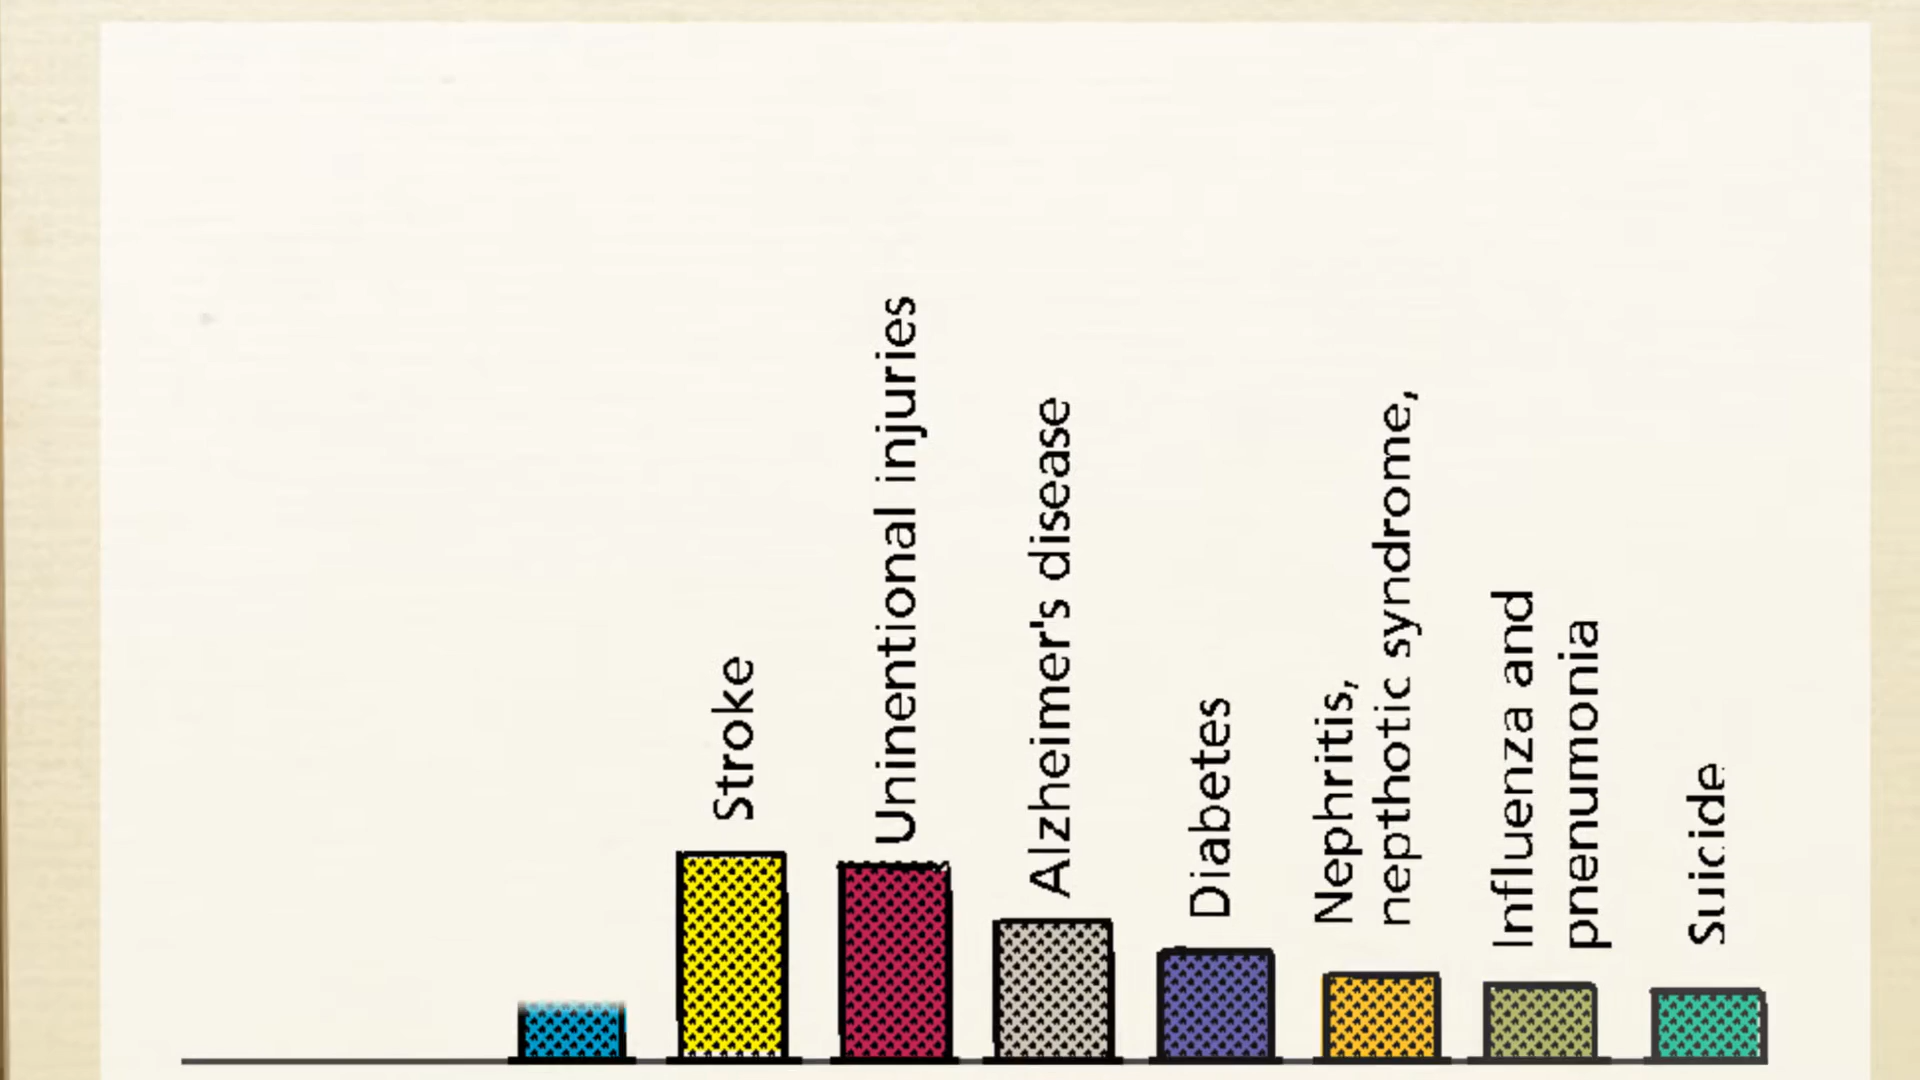 Stroke
Uninentional injuries
Alzheimer's disease
Diabetes
Nephritis,
nepthotic syndrome,
Influenza and
pnenumonia
Suicide